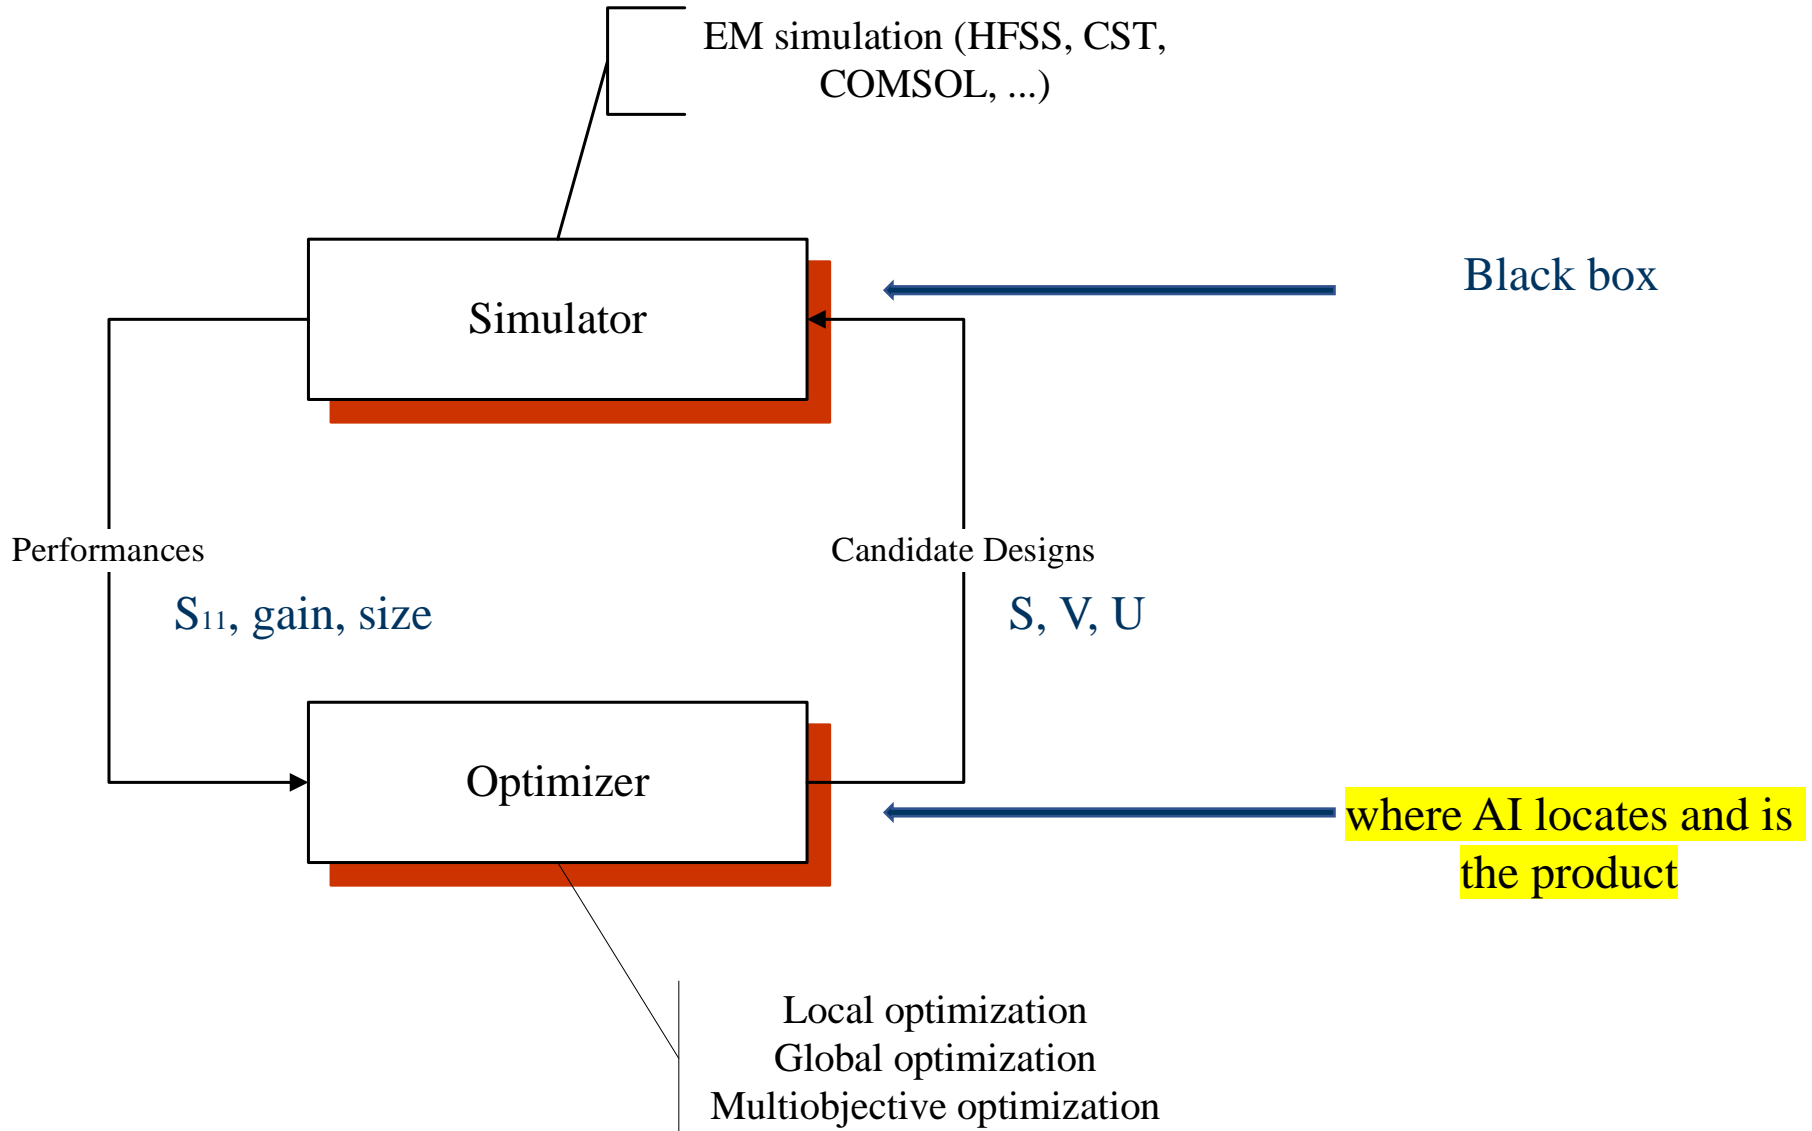 EM simulation (HFSS, CST,
COMSOL, ...)
Simulator
Black box
Performances
Candidate Designs
S11, gain, size
S, V, U
Optimizer
where AI locates and is
the product
Local optimization
Global optimization
Multiobjective optimization